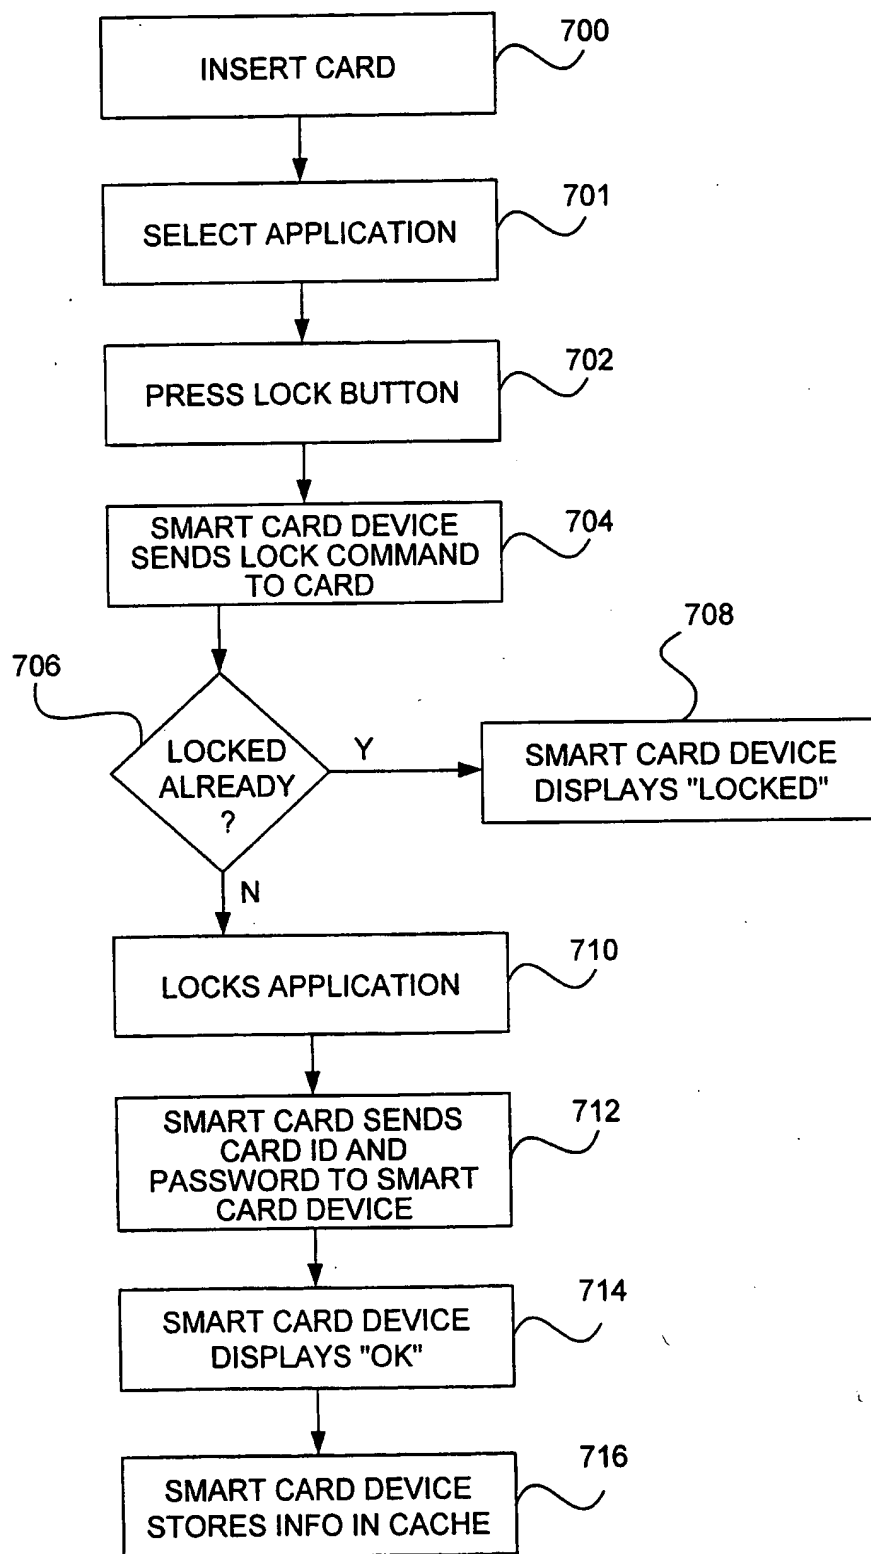 INSERT CARD
700
SELECT APPLICATION
701
PRESS LOCK BUTTON
702
SMART CARD DEVICE
SENDS LOCK COMMAND
TO CARD
704
706
LOCKED
ALREADY
?
Y
N
708
SMART CARD DEVICE
DISPLAYS "LOCKED"
LOCKS APPLICATION
710
SMART CARD SENDS
CARD ID AND
PASSWORD TO SMART
CARD DEVICE
712
SMART CARD DEVICE
DISPLAYS "OK"
714
SMART CARD DEVICE
STORES INFO IN CACHE
716